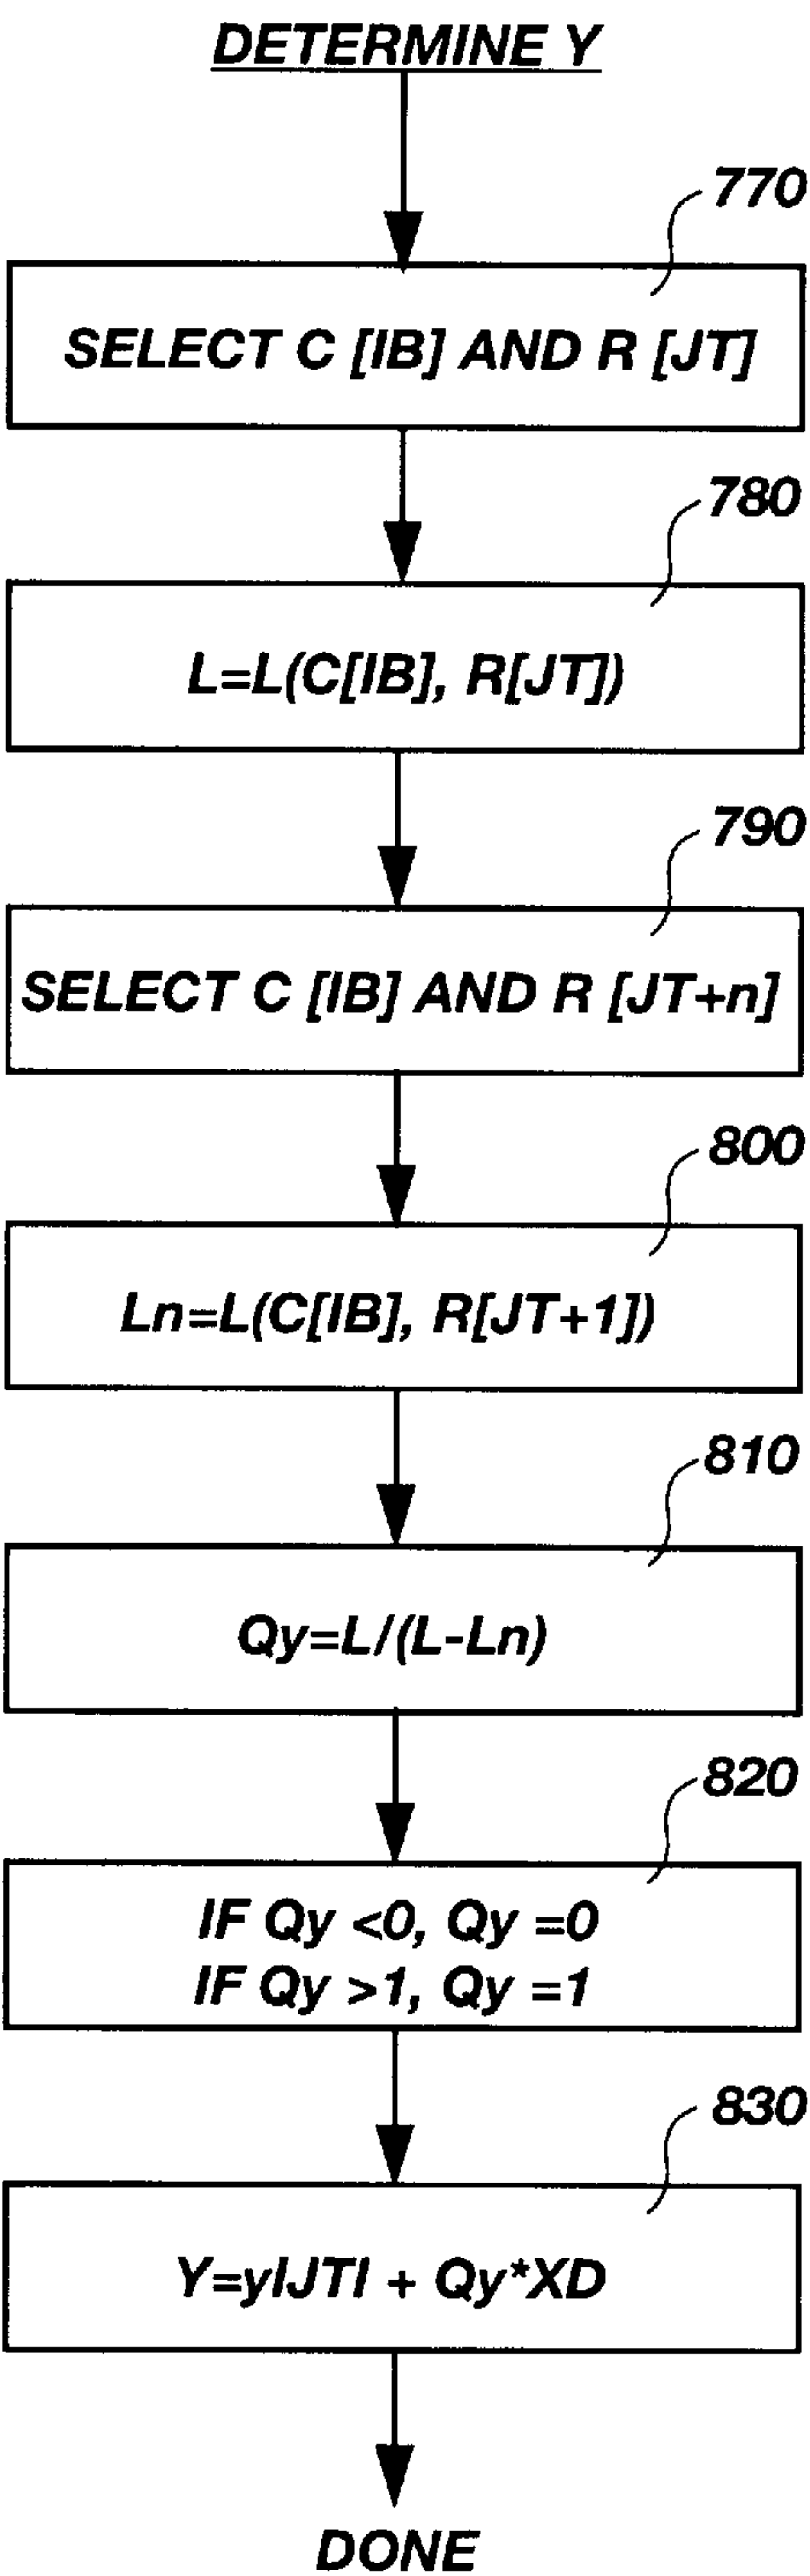 DETERMINE Y
770
SELECT C [IB] AND R [JT]
780
L=L(C[IB], R[JT])
790
SELECT C [IB] AND R [JT+n]
800
Ln=L(C[IB], R[JT+1])
810
Qy=L/(L-Ln)
820
IF Qy <0, Qy =0
IF Qy >1, Qy =1
830
Y=yIJTI + Qy*XD
DONE